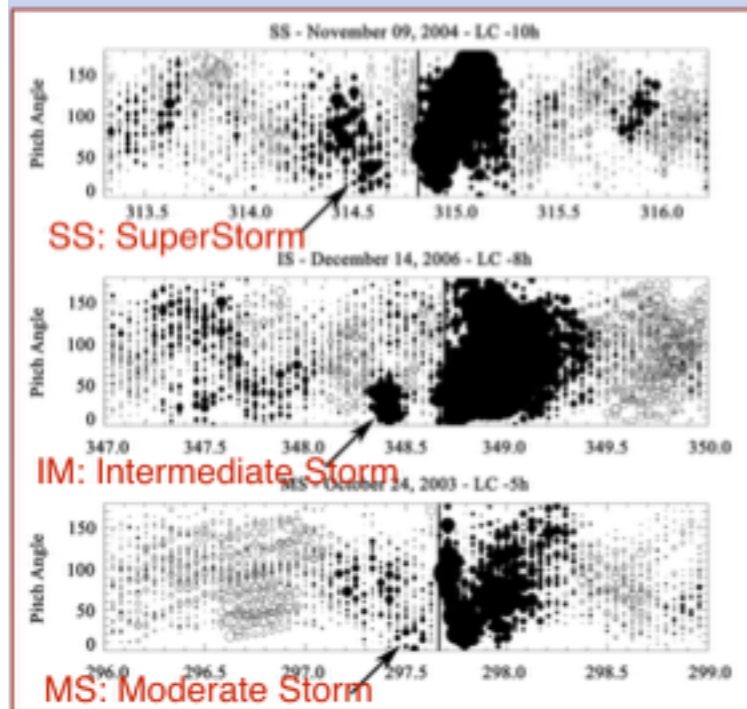 SS - November 09, 2004 - LC -10h
Pitch Angle
150
100
50
0
313.5 314.0 314.5 315.0 315.5 316.0
SS: SuperStorm
IS - December 14, 2006 - LC -8h
Pitch Angle
150
100
50
0
347.0 347.5 348.0 348.5 349.0 349.5 350.0
IM: Intermediate Storm
MS - October 24, 2003 - LC -5h
Pitch Angle
150
100
50
0
296.0 296.5 297.0 297.5 298.0 298.5 299.0
MS: Moderate Storm